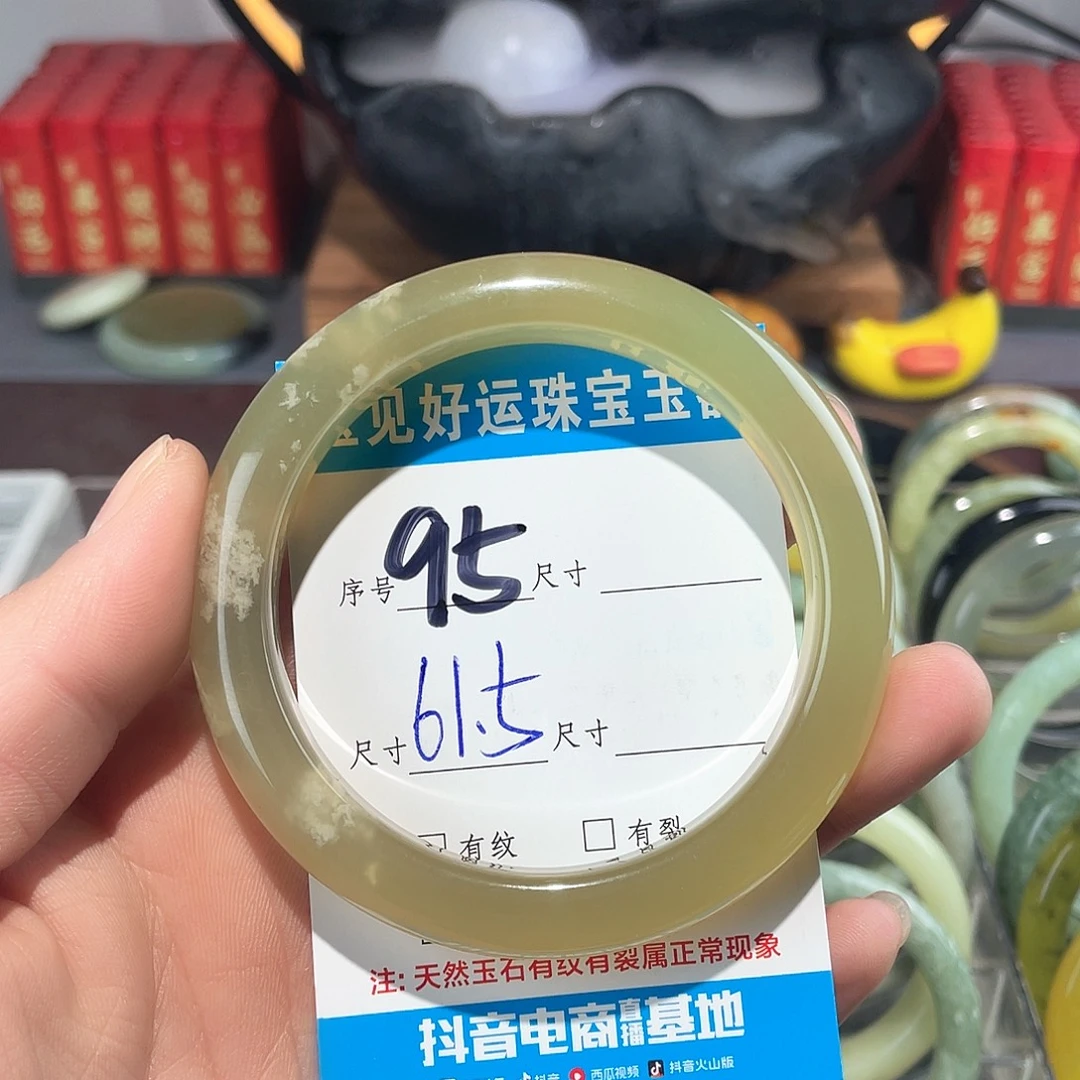 见好运珠宝玉
序号 95 尺寸
尺寸 61.5 尺寸
有纹 有裂
注: 天然玉石有纹有裂属正常现象
抖音电商直播基地
抖音 西瓜视频 抖音火山版